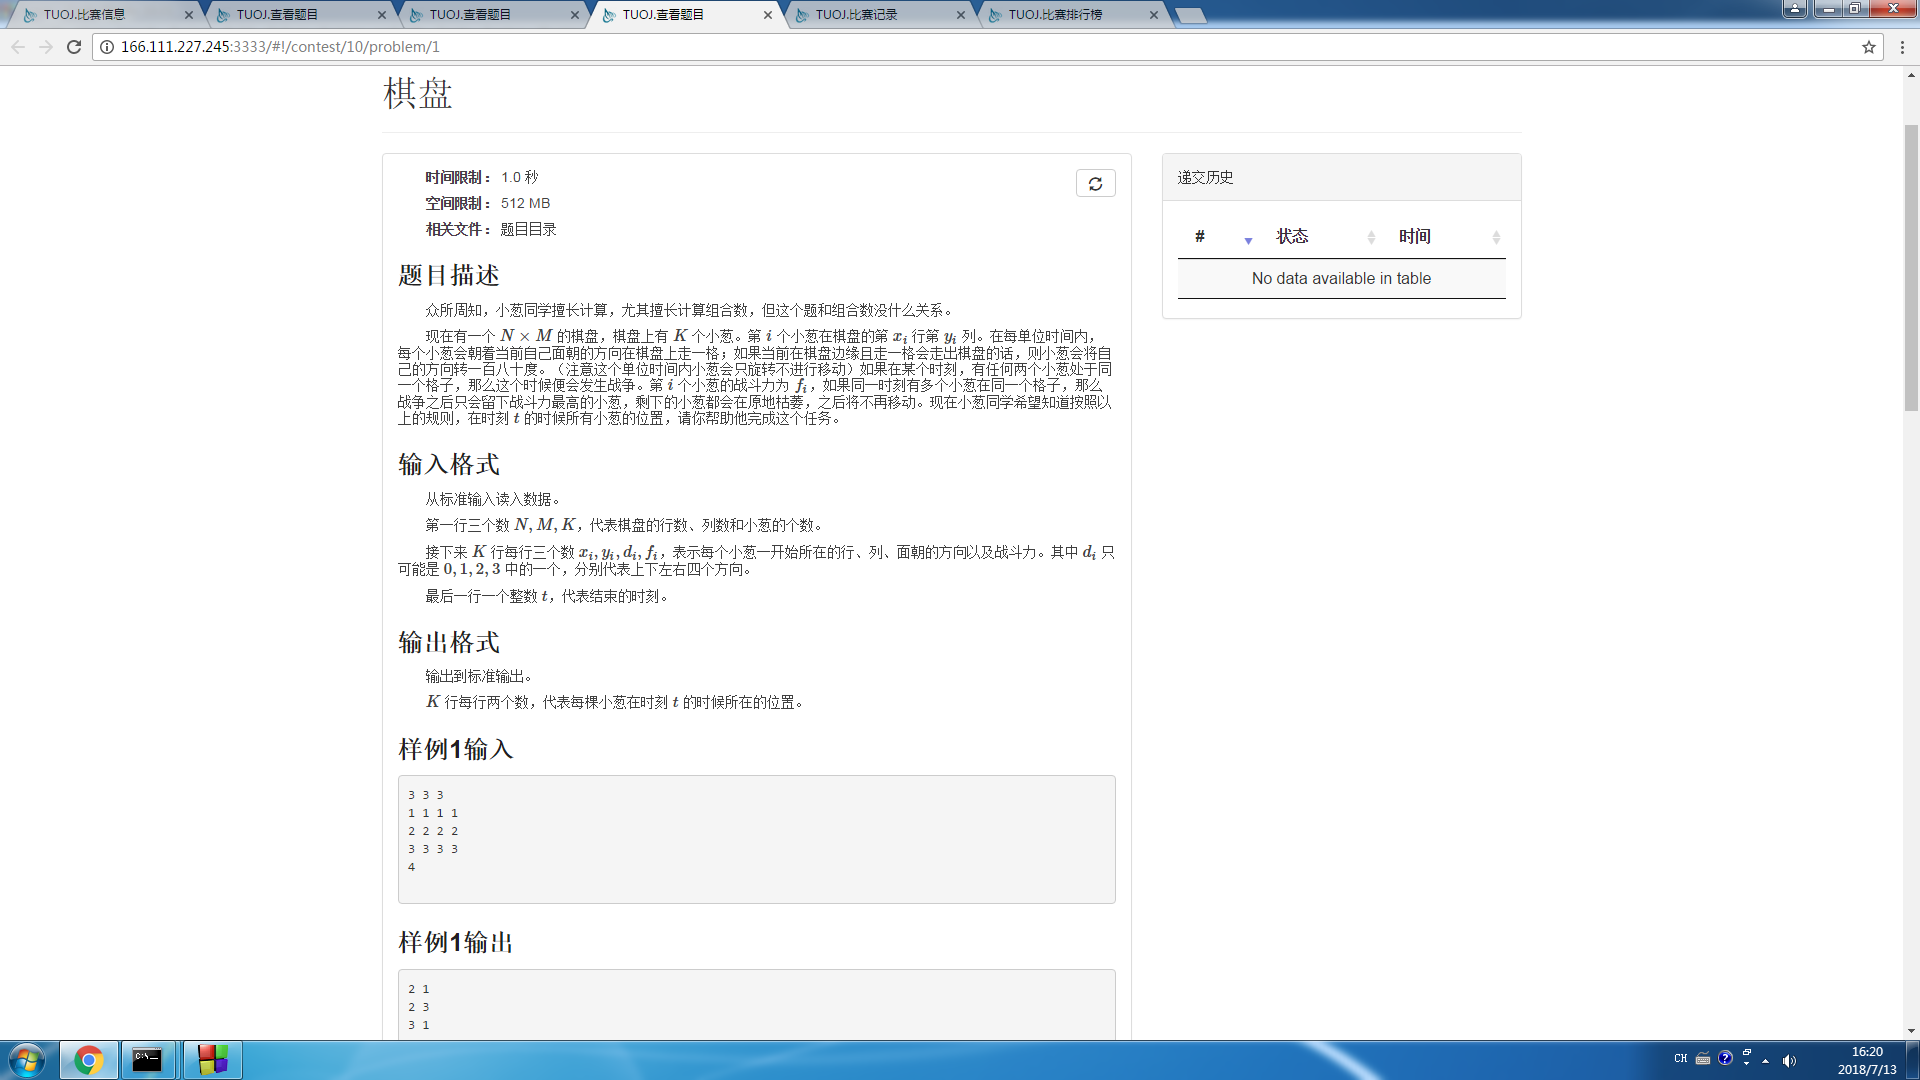 TUOJ.比赛信息
TUOJ.查看题目
TUOJ.查看题目
TUOJ.查看题目
TUOJ.比赛记录
TUOJ.比赛排行榜
166.111.227.245:3333/#!/contest/10/problem/1
棋盘
时间限制： 1.0 秒
空间限制： 512 MB
相关文件： 题目目录
题目描述
众所周知，小葱同学擅长计算，尤其擅长计算组合数，但这个题和组合数没什么关系。
现在有一个 N × M 的棋盘，棋盘上有 K 个小葱。第 i 个小葱在棋盘的第 x_i 行第 y_i 列。在每单位时间内，
每个小葱会朝着当前自己面朝的方向在棋盘上走一格；如果当前在棋盘边缘且走一格会走出棋盘的话，则小葱会将自
己的方向转一百八十度。（注意这个单位时间内小葱会只旋转不进行移动）如果在某个时刻，有任何两个小葱处于同
一个格子，那么这个时候便会发生战争。第 i 个小葱的战斗力为 f_i，如果同一时刻有多个小葱在同一个格子，那么
战争之后只会留下战斗力最高的小葱，剩下的小葱都会在原地枯萎，之后将不再移动。现在小葱同学希望知道按照以
上的规则，在时刻 t 的时候所有小葱的位置，请你帮助他完成这个任务。
输入格式
从标准输入读入数据。
第一行三个数 N, M, K，代表棋盘的行数、列数和小葱的个数。
接下来 K 行每行三个数 x_i, y_i, d_i, f_i，表示每个小葱一开始所在的行、列、面朝的方向以及战斗力。其中 d_i 只
可能是 0, 1, 2, 3 中的一个，分别代表上下左右四个方向。
最后一行一个整数 t，代表结束的时刻。
输出格式
输出到标准输出。
K 行每行两个数，代表每棵小葱在时刻 t 的时候所在的位置。
样例1输入
3 3 3
1 1 1 1
2 2 2 2
3 3 3 3
4
样例1输出
2 1
2 3
3 1
递交历史
# 状态 时间
No data available in table
CH
16:20
2018/7/13